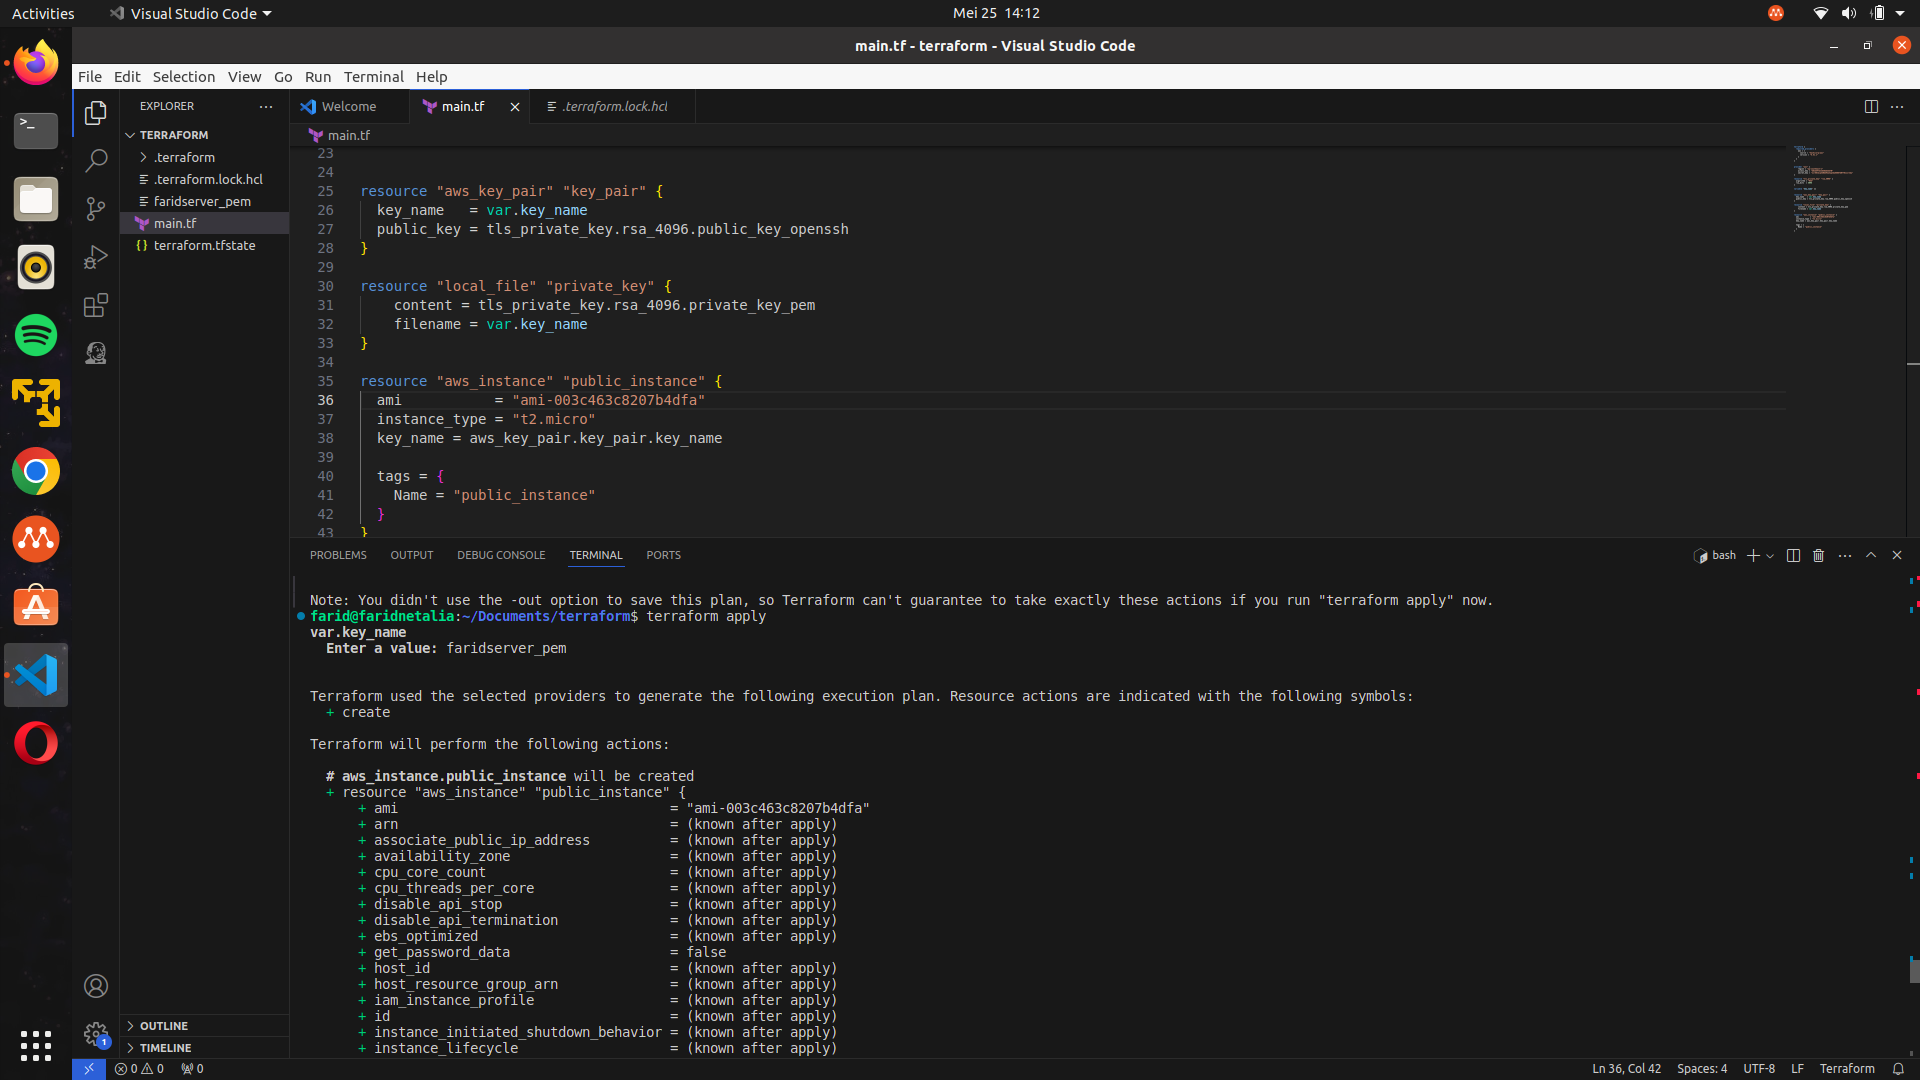 Activities
Visual Studio Code
Mei 25 14:12
main.tf - terraform - Visual Studio Code
File Edit Selection View Go Run Terminal Help
EXPLORER
Welcome
main.tf
.terraform.lock.hcl
TERRAFORM
.terraform
.terraform.lock.hcl
faridserver_pem
main.tf
terraform.tfstate
OUTLINE
TIMELINE
main.tf
23
24
25 resource "aws_key_pair" "key_pair" {
26 key_name = var.key_name
27 public_key = tls_private_key.rsa_4096.public_key_openssh
28 }
29
30 resource "local_file" "private_key" {
31 content = tls_private_key.rsa_4096.private_key_pem
32 filename = var.key_name
33 }
34
35 resource "aws_instance" "public_instance" {
36 ami = "ami-003c463c8207b4dfa"
37 instance_type = "t2.micro"
38 key_name = aws_key_pair.key_pair.key_name
39
40 tags = {
41 Name = "public_instance"
42 }
43 }
PROBLEMS OUTPUT DEBUG CONSOLE TERMINAL PORTS
bash
Note: You didn't use the -out option to save this plan, so Terraform can't guarantee to take exactly these actions if you run "terraform apply" now.
farid@faridnetalia:~/Documents/terraform$ terraform apply
var.key_name
Enter a value: faridserver_pem
Terraform used the selected providers to generate the following execution plan. Resource actions are indicated with the following symbols:
+ create
Terraform will perform the following actions:
# aws_instance.public_instance will be created
+ resource "aws_instance" "public_instance" {
+ ami = "ami-003c463c8207b4dfa"
+ arn = (known after apply)
+ associate_public_ip_address = (known after apply)
+ availability_zone = (known after apply)
+ cpu_core_count = (known after apply)
+ cpu_threads_per_core = (known after apply)
+ disable_api_stop = (known after apply)
+ disable_api_termination = (known after apply)
+ ebs_optimized = (known after apply)
+ get_password_data = false
+ host_id = (known after apply)
+ host_resource_group_arn = (known after apply)
+ iam_instance_profile = (known after apply)
+ id = (known after apply)
+ instance_initiated_shutdown_behavior = (known after apply)
+ instance_lifecycle = (known after apply)
1
0 0 0
Ln 36, Col 42 Spaces: 4 UTF-8 LF Terraform